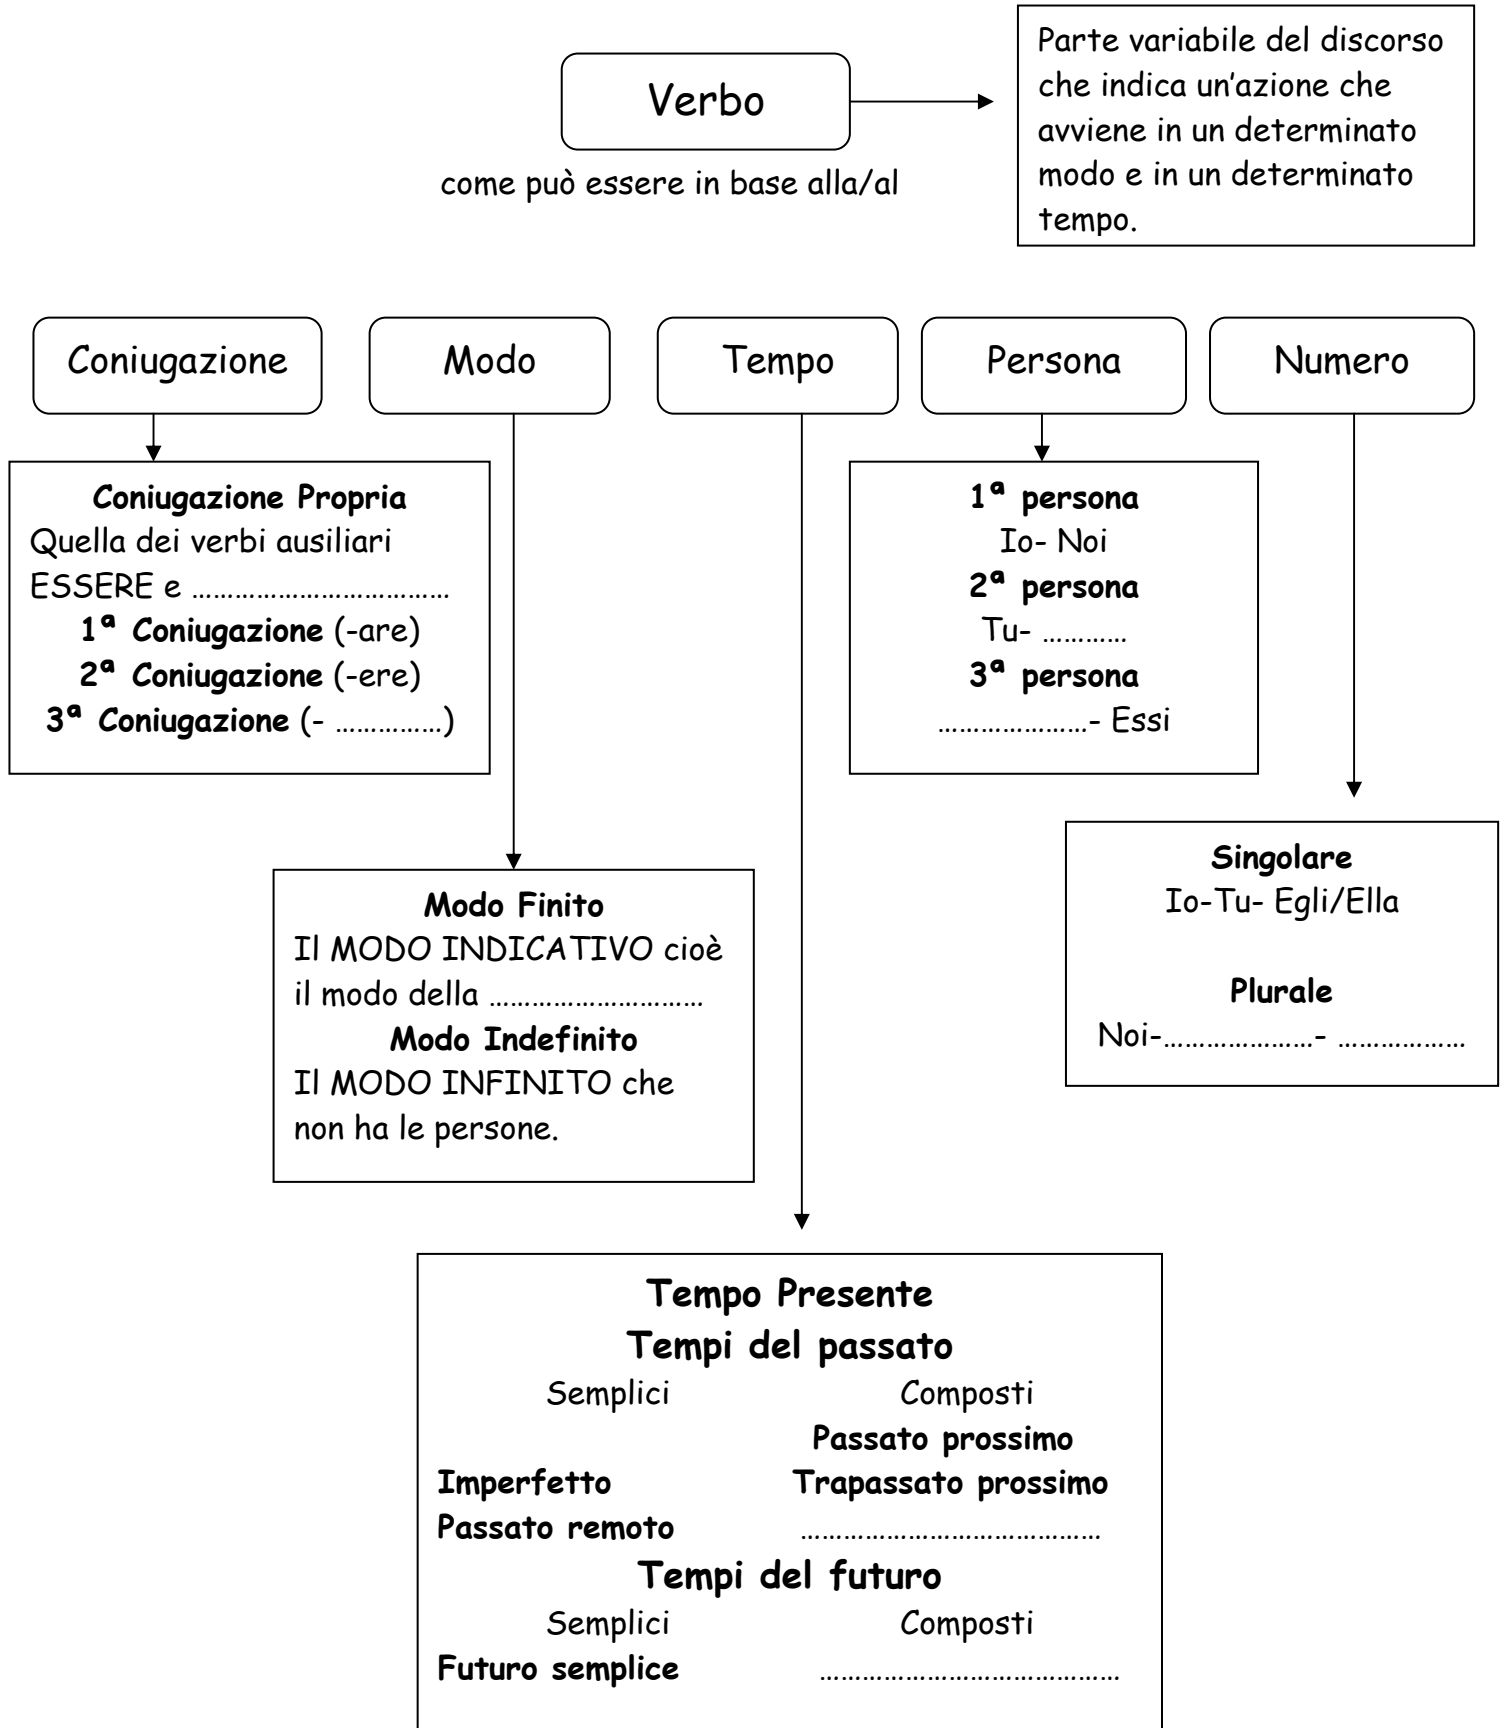 Verbo
Parte variabile del discorso
che indica un'azione che
avviene in un determinato
modo e in un determinato
tempo.
come può essere in base alla/al
Coniugazione
Modo
Tempo
Persona
Numero
Coniugazione Propria
Quella dei verbi ausiliari
ESSERE e ………………………………
1ª Coniugazione (-are)
2ª Coniugazione (-ere)
3ª Coniugazione (- ……………)
1ª persona
Io- Noi
2ª persona
Tu- …………
3ª persona
…………………- Essi
Singolare
Io-Tu- Egli/Ella
Plurale
Noi-…………………- ………………
Modo Finito
Il MODO INDICATIVO cioè
il modo della …………………………
Modo Indefinito
Il MODO INFINITO che
non ha le persone.
Tempo Presente
Tempi del passato
Semplici Composti
Passato prossimo
Imperfetto Trapassato prossimo
Passato remoto ……………………………………
Tempi del futuro
Semplici Composti
Futuro semplice ……………………………………